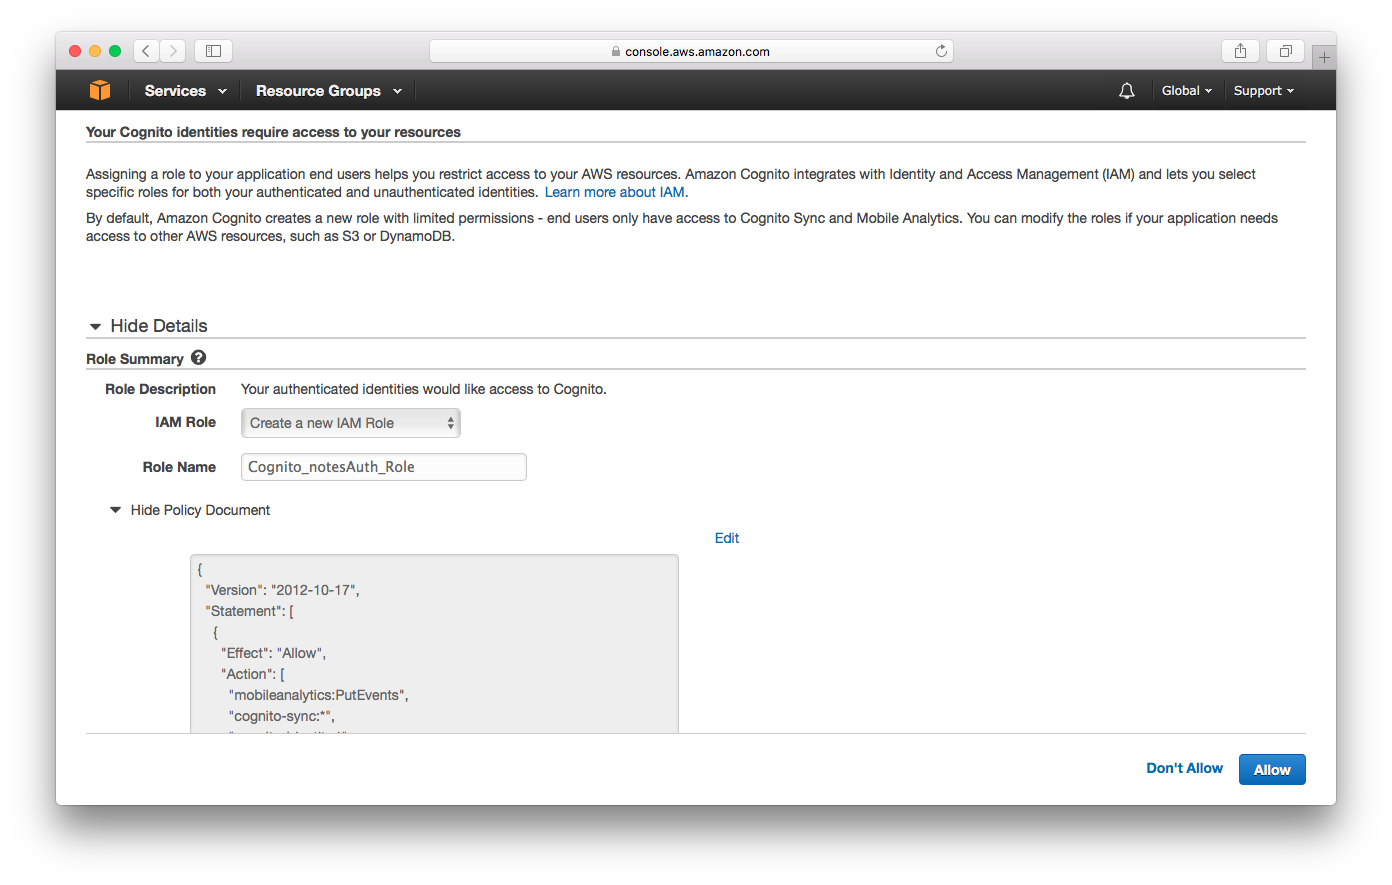 console.aws.amazon.com
Services
Resource Groups
Global
Support
Your Cognito identities require access to your resources
Assigning a role to your application end users helps you restrict access to your AWS resources. Amazon Cognito integrates with Identity and Access Management (IAM) and lets you select
specific roles for both your authenticated and unauthenticated identities. Learn more about IAM.
By default, Amazon Cognito creates a new role with limited permissions - end users only have access to Cognito Sync and Mobile Analytics. You can modify the roles if your application needs
access to other AWS resources, such as S3 or DynamoDB.
Hide Details
Role Summary ?
Role Description Your authenticated identities would like access to Cognito.
IAM Role Create a new IAM Role
Role Name Cognito_notesAuth_Role
Hide Policy Document
Edit
{
"Version": "2012-10-17",
"Statement": [
{
"Effect": "Allow",
"Action": [
"mobileanalytics:PutEvents",
"cognito-sync:*",
Don't Allow
Allow